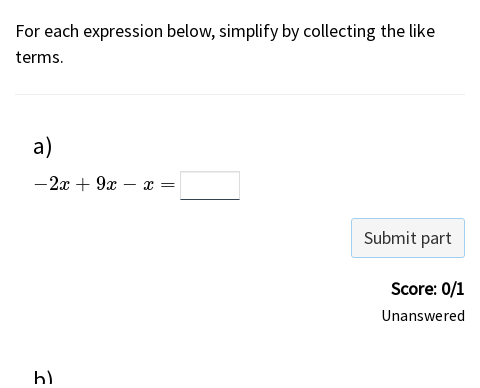 For each expression below, simplify by collecting the like
terms.
a)
−2x + 9x − x =
Submit part
Score: 0/1
Unanswered
b)